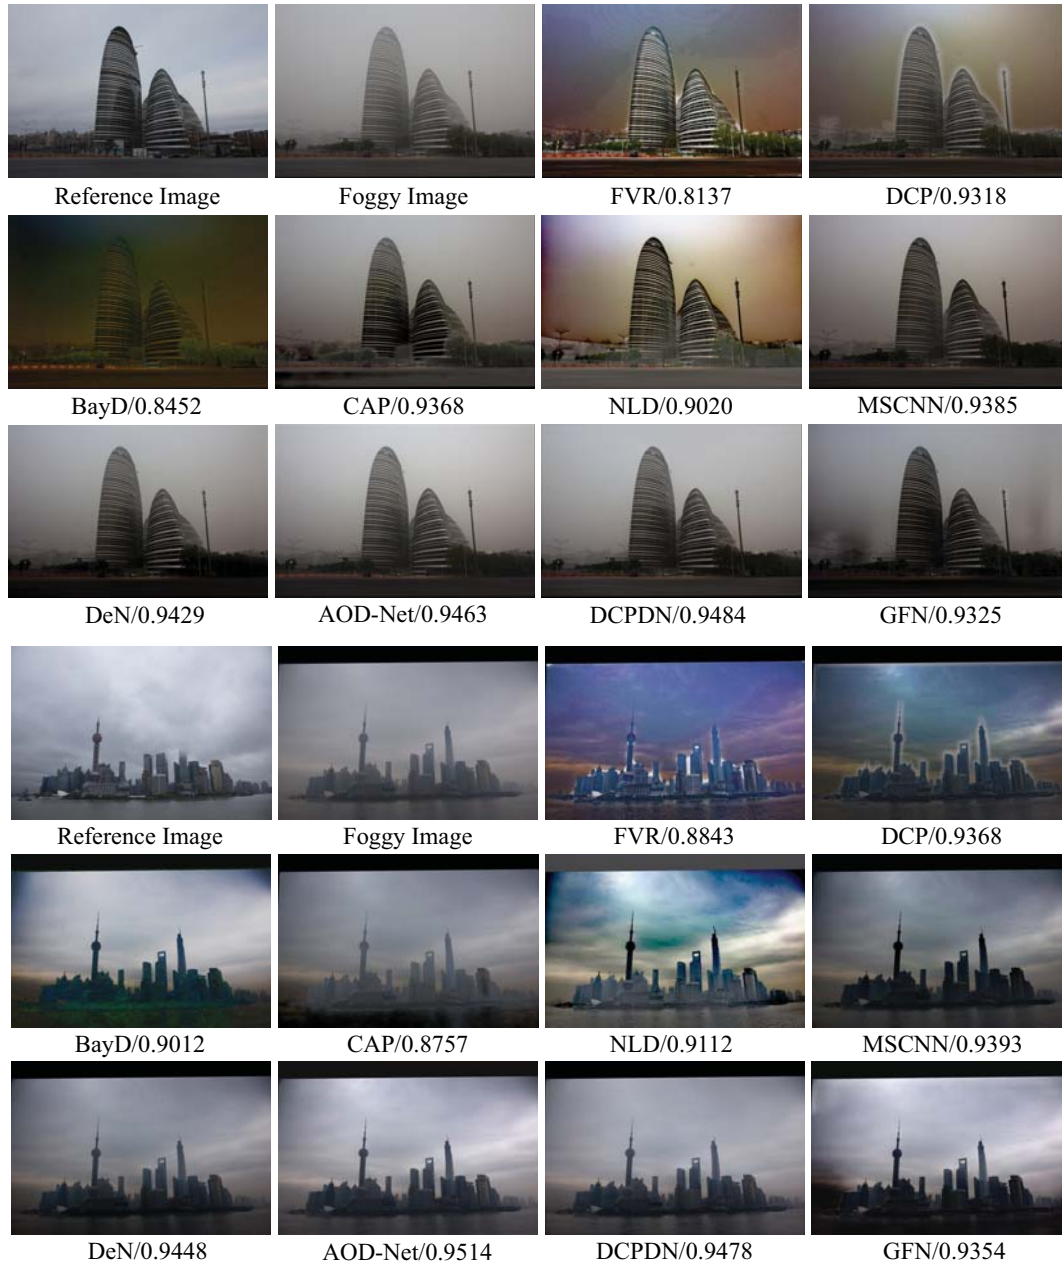 Reference Image Foggy Image FVR/0.8137 DCP/0.9318
BayD/0.8452 CAP/0.9368 NLD/0.9020 MSCNN/0.9385
DeN/0.9429 AOD-Net/0.9463 DCPDN/0.9484 GFN/0.9325
Reference Image Foggy Image FVR/0.8843 DCP/0.9368
BayD/0.9012 CAP/0.8757 NLD/0.9112 MSCNN/0.9393
DeN/0.9448 AOD-Net/0.9514 DCPDN/0.9478 GFN/0.9354